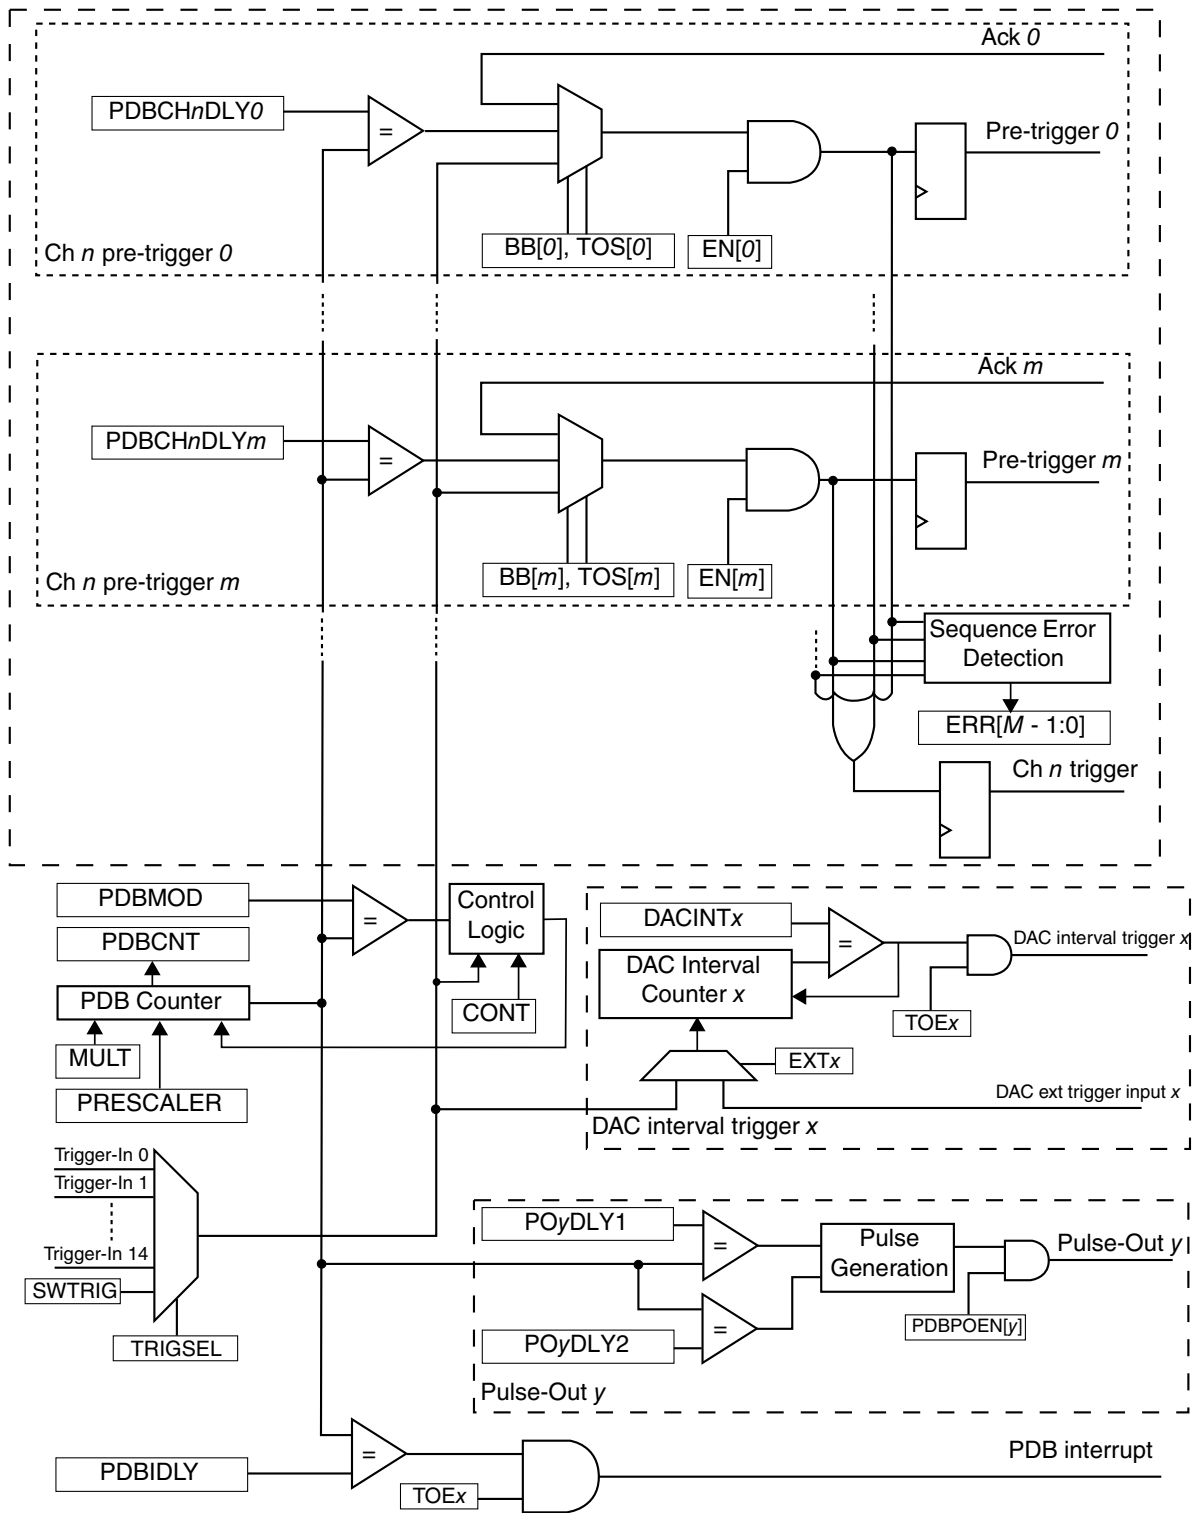 Ack 0
PDBCHnDLY0
=
Pre-trigger 0
BB[0], TOS[0]
EN[0]
Ch n pre-trigger 0
Ack m
PDBCHnDLYm
=
Pre-trigger m
BB[m], TOS[m]
EN[m]
Ch n pre-trigger m
Sequence Error
Detection
ERR[M - 1:0]
Ch n trigger
PDBMOD
=
Control
Logic
PDBCNT
PDB Counter
CONT
MULT
PRESCALER
DACINTx
=
DAC interval trigger x
DAC Interval
Counter x
TOEx
EXTx
DAC ext trigger input x
DAC interval trigger x
Trigger-In 0
Trigger-In 1
Trigger-In 14
SWTRIG
TRIGSEL
POyDLY1
=
Pulse
Generation
Pulse-Out y
PDBPOEN[y]
=
POyDLY2
Pulse-Out y
=
PDB interrupt
PDBIDLY
TOEx